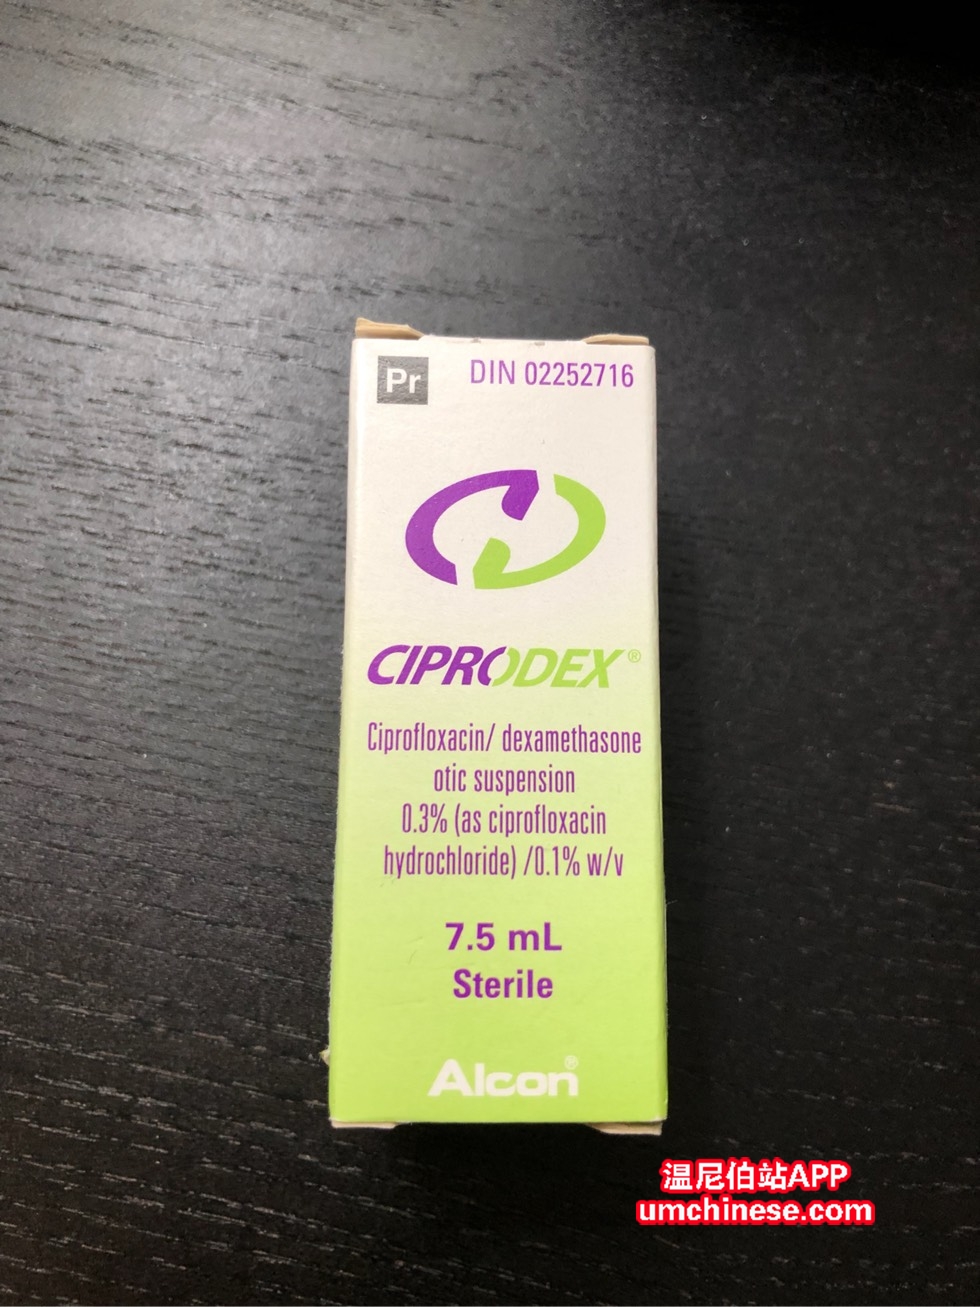 Pr
DIN 02252716
CIPRODEX®
Ciprofloxacin/ dexamethasone
otic suspension
0.3% (as ciprofloxacin
hydrochloride) /0.1% w/v
7.5 mL
Sterile
Alcon®
温尼伯站APP
umchinese.com